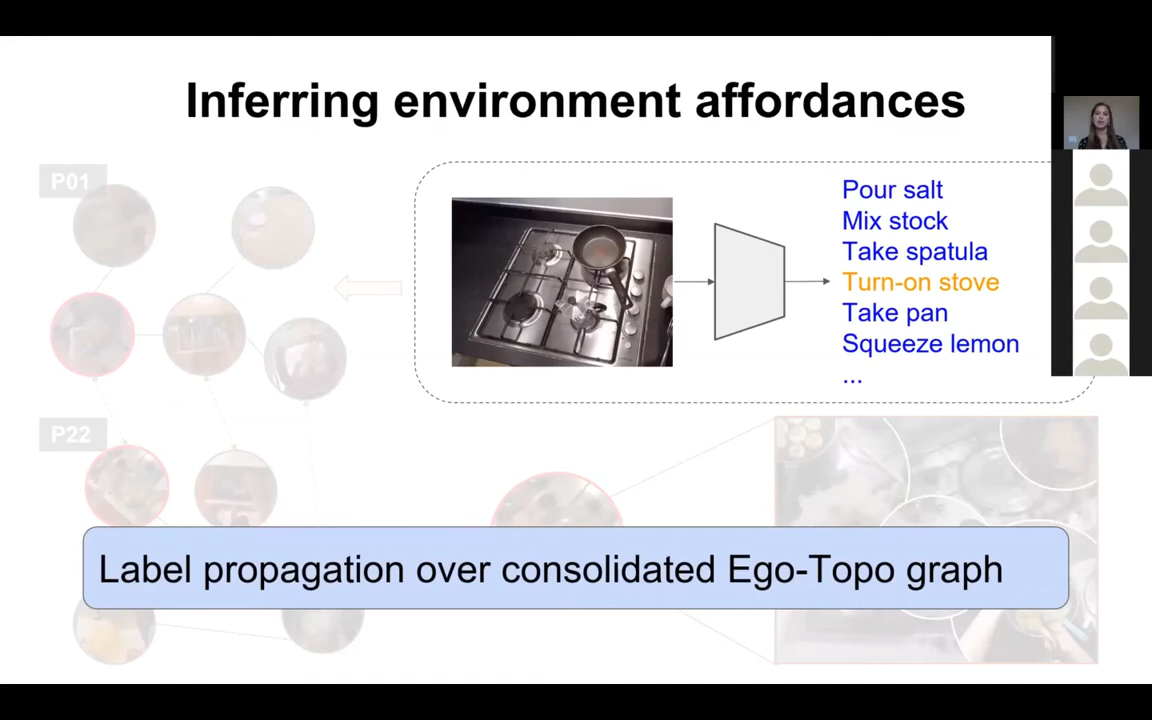 Inferring environment affordances
P01
Pour salt
Mix stock
Take spatula
Turn-on stove
Take pan
Squeeze lemon
...
P22
Label propagation over consolidated Ego-Topo graph